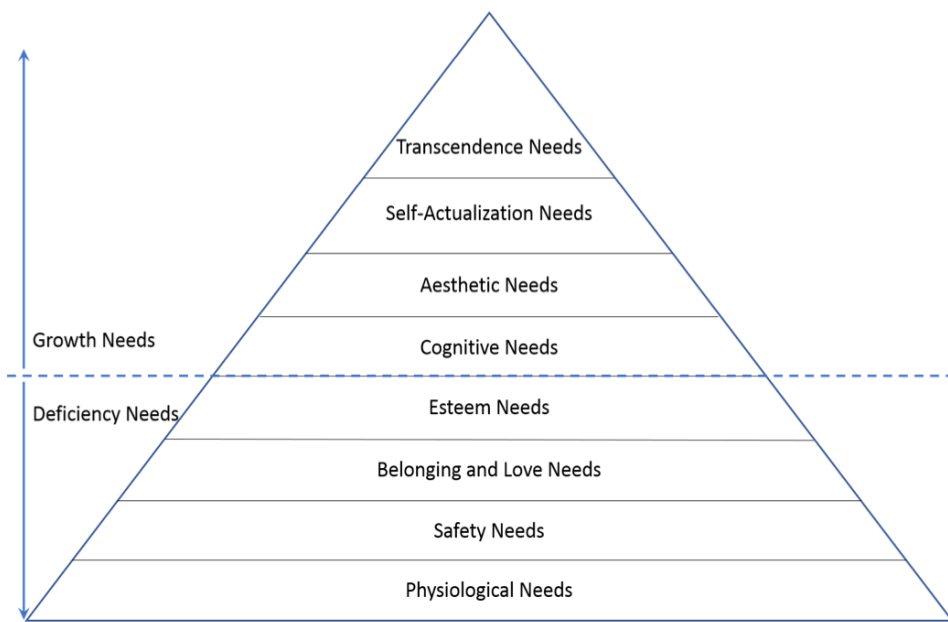 Transcendence Needs
Self-Actualization Needs
Aesthetic Needs
Growth Needs
Cognitive Needs
Deficiency Needs
Esteem Needs
Belonging and Love Needs
Safety Needs
Physiological Needs